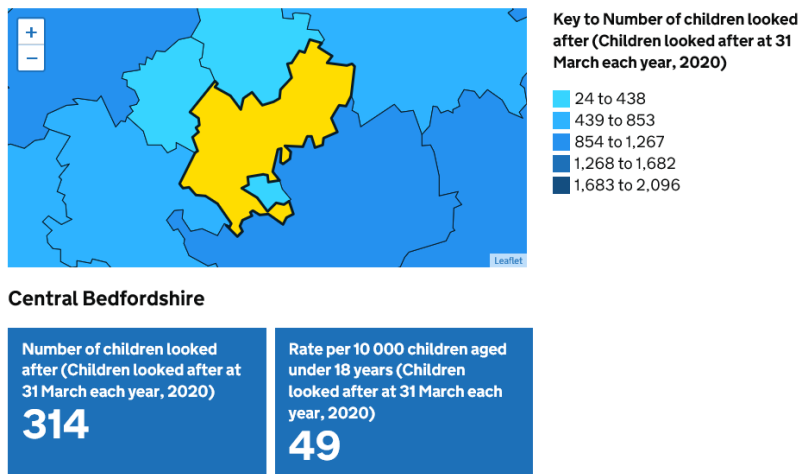 +
−
Leaflet
Key to Number of children looked
after (Children looked after at 31
March each year, 2020)
24 to 438
439 to 853
854 to 1,267
1,268 to 1,682
1,683 to 2,096
Central Bedfordshire
Number of children looked
after (Children looked after at
31 March each year, 2020)
314
Rate per 10 000 children aged
under 18 years (Children
looked after at 31 March each
year, 2020)
49